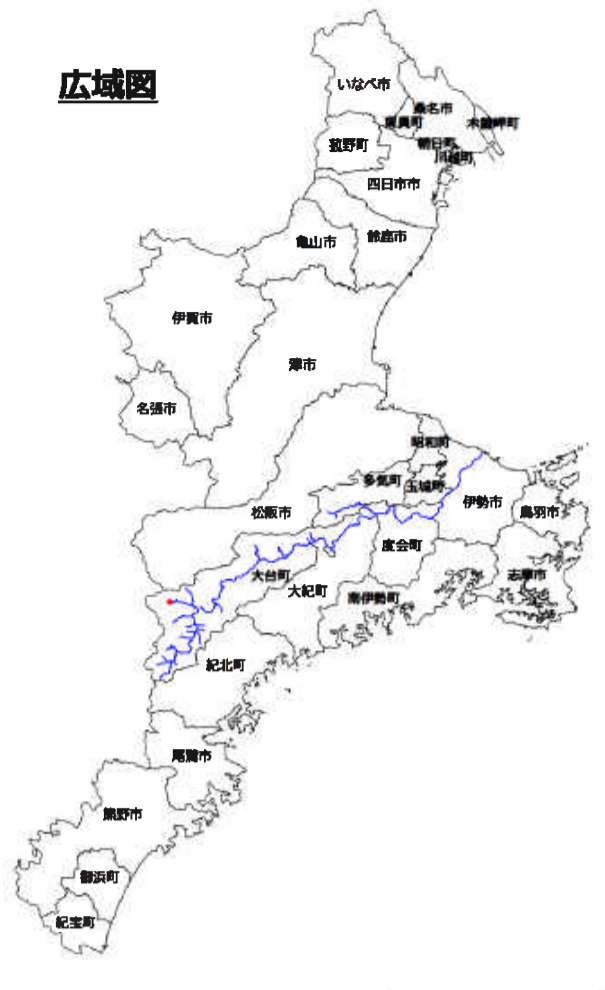 広域図
いなべ市
桑名市
東員町
木曽岬町
朝日町
川越町
菰野町
四日市市
亀山市
鈴鹿市
伊賀市
津市
名張市
明和町
多気町
玉城町
伊勢市
鳥羽市
松阪市
度会町
志摩市
大台町
大紀町
南伊勢町
紀北町
尾鷲市
熊野市
御浜町
紀宝町